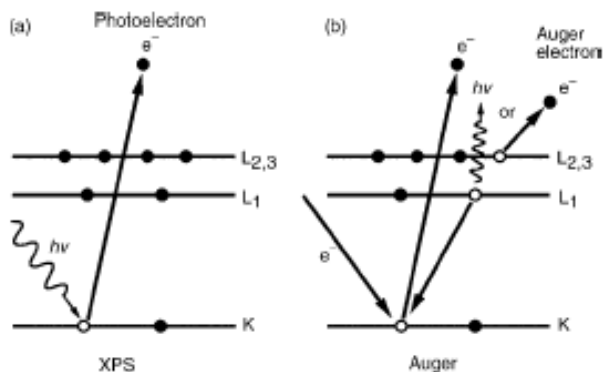 (a)
Photoelectron
e⁻
L2,3
L1
hν
K
XPS
(b)
e⁻
Auger
electron
hν
or
e⁻
L2,3
L1
e⁻
K
Auger